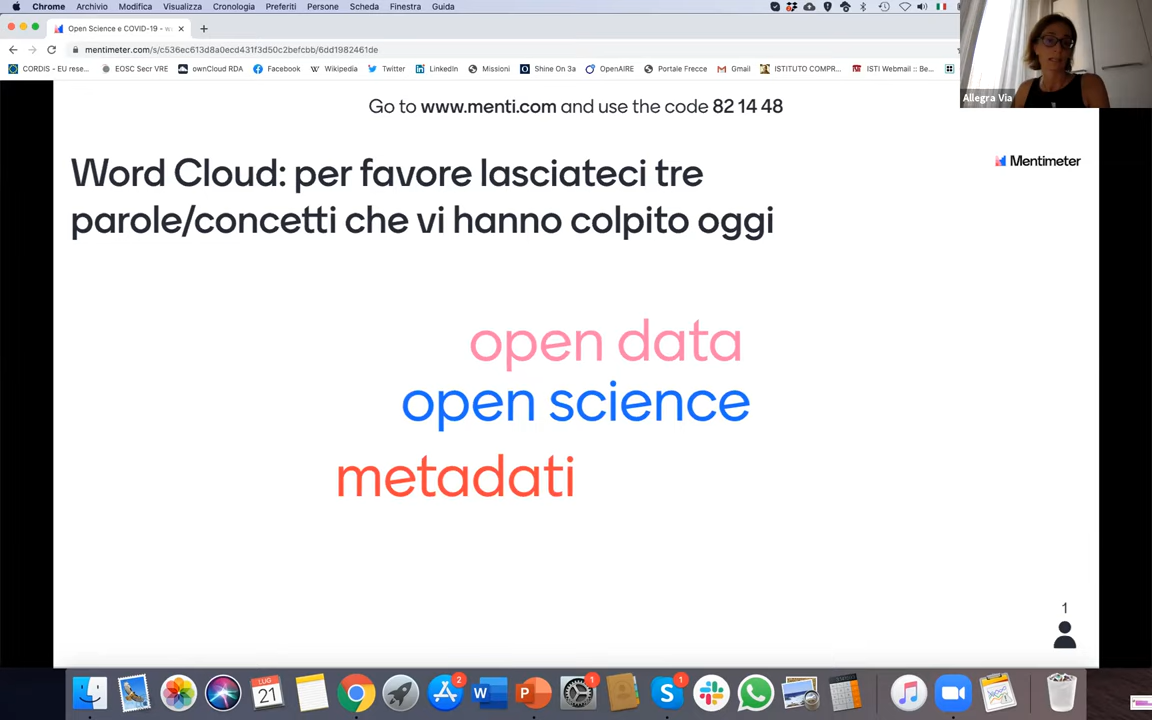 Chrome Archivio Modifica Visualizza Cronologia Preferiti Persone Scheda Finestra Guida
Open Science e COVID-19 - w
mentimeter.com/s/c536ec613d8a0ecd431f3d50c2befcbb/6dd1982461de
CORDIS - EU rese... EOSC Secr VRE ownCloud RDA Facebook Wikipedia Twitter LinkedIn Missioni Shine On 3a OpenAIRE Portale Frecce Gmail ISTITUTO COMPR... ISTI Webmail :: Be...
Allegra Via
Go to www.menti.com and use the code 82 14 48
Mentimeter
Word Cloud: per favore lasciateci tre
parole/concetti che vi hanno colpito oggi
open data
open science
metadati
1
2 1 1
LUG
21